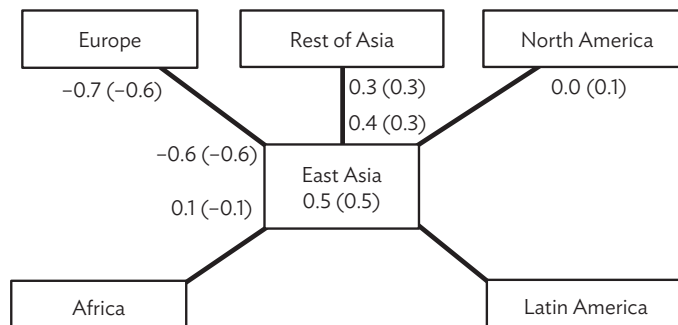 Europe
Rest of Asia
North America
–0.7 (–0.6)
0.3 (0.3)
0.0 (0.1)
0.4 (0.3)
–0.6 (–0.6)
East Asia
0.5 (0.5)
0.1 (–0.1)
Africa
Latin America